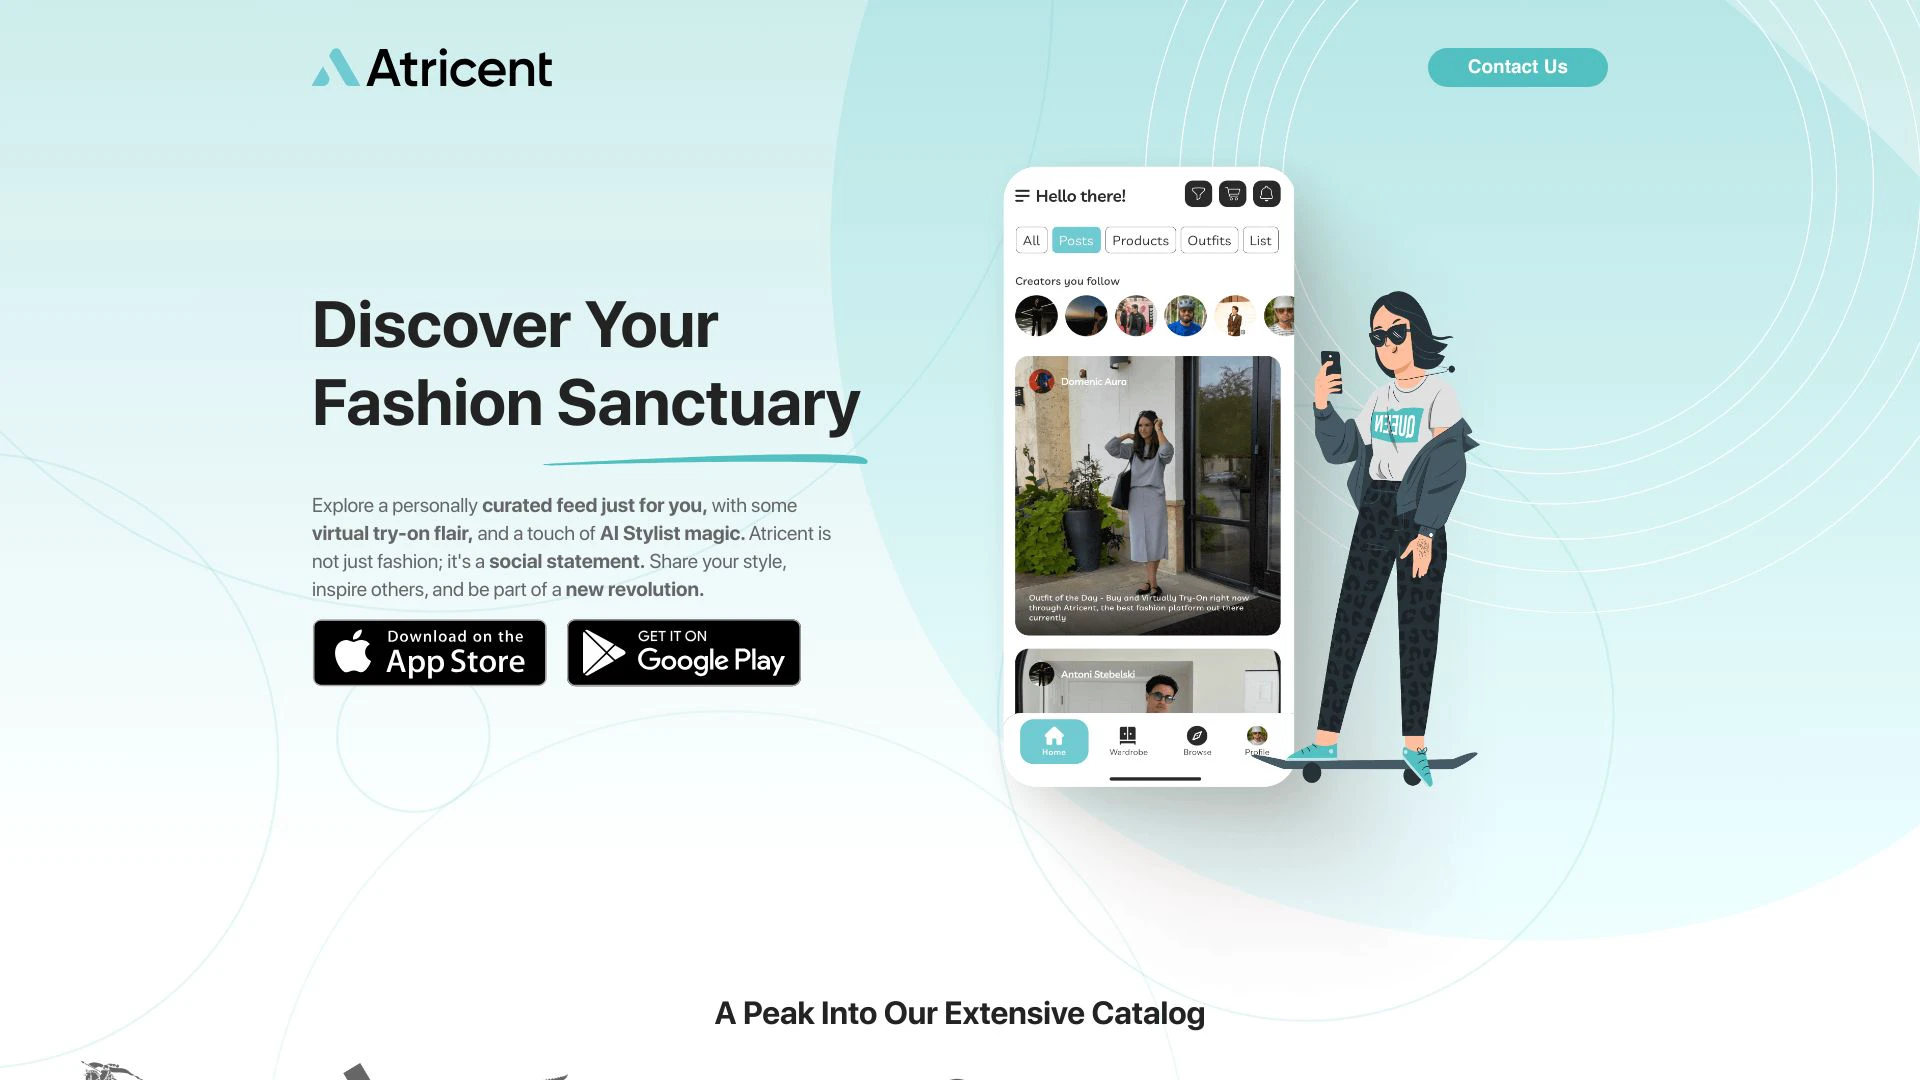 Atricent
Contact Us
Discover Your
Fashion Sanctuary
Explore a personally curated feed just for you, with some
virtual try-on flair, and a touch of AI Stylist magic. Atricent is
not just fashion; it's a social statement. Share your style,
inspire others, and be part of a new revolution.
Download on the
App Store
GET IT ON
Google Play
Hello there!
All
Posts
Products
Outfits
List
Creators you follow
Domenic Aura
Outfit of the Day - Buy and Virtually Try-On right now
through Atricent, the best fashion platform out there
currently
Antoni Stebelski
Home
Wardrobe
Browse
Profile
QUEEN
A Peak Into Our Extensive Catalog